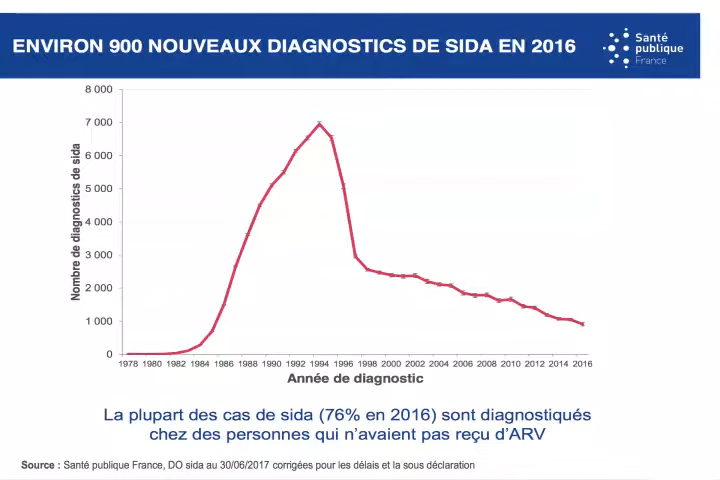 ENVIRON 900 NOUVEAUX DIAGNOSTICS DE SIDA EN 2016
Santé
publique
France
Nombre de diagnostics de sida
8 000
7 000
6 000
5 000
4 000
3 000
2 000
1 000
0
1978 1980 1982 1984 1986 1988 1990 1992 1994 1996 1998 2000 2002 2004 2006 2008 2010 2012 2014 2016
Année de diagnostic
La plupart des cas de sida (76% en 2016) sont diagnostiqués
chez des personnes qui n'avaient pas reçu d'ARV
Source : Santé publique France, DO sida au 30/06/2017 corrigées pour les délais et la sous déclaration